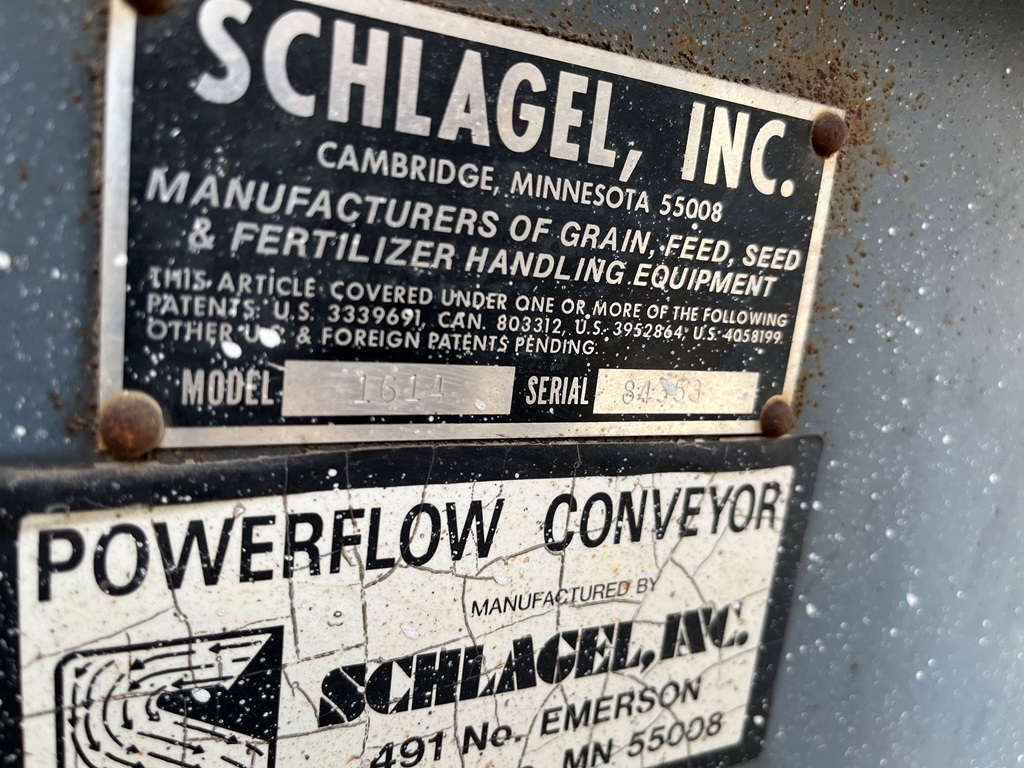 SCHLAGEL, INC.
CAMBRIDGE, MINNESOTA 55008
MANUFACTURERS OF GRAIN, FEED, SEED
& FERTILIZER HANDLING EQUIPMENT
THIS ARTICLE COVERED UNDER ONE OR MORE OF THE FOLLOWING
PATENTS: U.S. 3339691, CAN. 803312, U.S. 3952864, U.S. 4058199.
OTHER U.S. & FOREIGN PATENTS PENDING.
MODEL 1614 SERIAL
POWERFLOW CONVEYOR
MANUFACTURED BY
SCHLAGEL, INC.
491 No. EMERSON
MN 55008